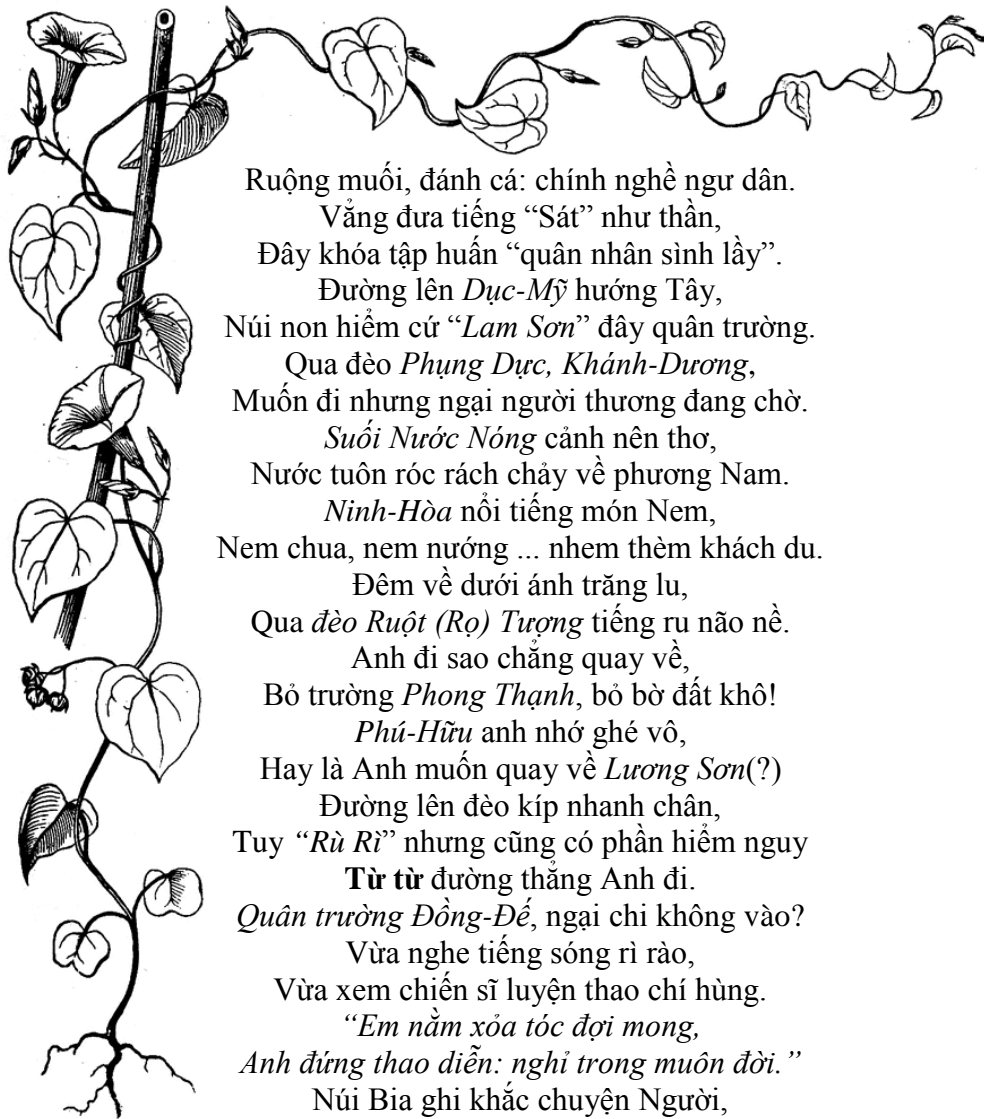 Ruộng muối, đánh cá: chính nghề ngư dân.
Vẳng đưa tiếng “Sát” như thần,
Đây khóa tập huấn “quân nhân sình lầy”.
Đường lên Dục-Mỹ hướng Tây,
Núi non hiểm cứ “Lam Sơn” đây quân trường.
Qua đèo Phụng Dực, Khánh-Dương,
Muốn đi nhưng ngại người thương đang chờ.
Suối Nước Nóng cảnh nên thơ,
Nước tuôn róc rách chảy về phương Nam.
Ninh-Hòa nổi tiếng món Nem,
Nem chua, nem nướng ... nhem thèm khách du.
Đêm về dưới ánh trăng lu,
Qua đèo Ruột (Rọ) Tượng tiếng ru não nề.
Anh đi sao chẳng quay về,
Bỏ trường Phong Thạnh, bỏ bờ đất khô!
Phú-Hữu anh nhớ ghé vô,
Hay là Anh muốn quay về Lương Sơn(?)
Đường lên đèo kíp nhanh chân,
Tuy “Rù Rì” nhưng cũng có phần hiểm nguy
Từ từ đường thẳng Anh đi.
Quân trường Đồng-Đế, ngại chi không vào?
Vừa nghe tiếng sóng rì rào,
Vừa xem chiến sĩ luyện thao chí hùng.
“Em nằm xỏa tóc đợi mong,
Anh đứng thao diễn: nghỉ trong muôn đời.”
Núi Bia ghi khắc chuyện Người,